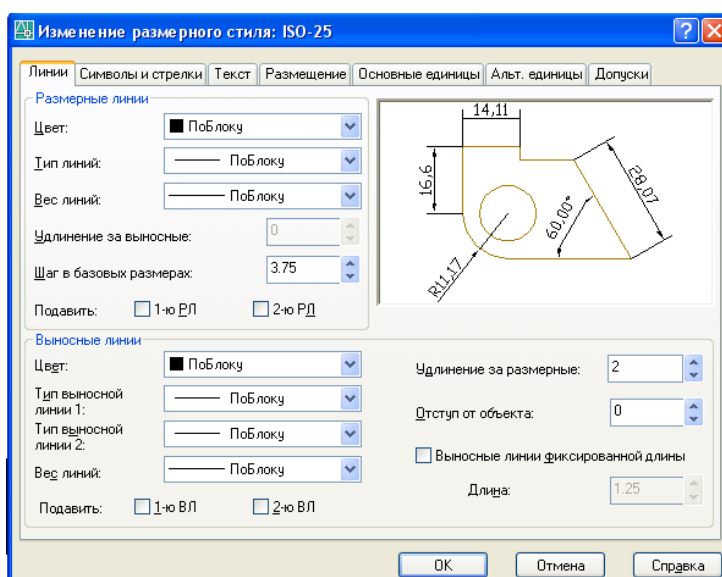 Изменение размерного стиля: ISO-25
Линии Символы и стрелки Текст Размещение Основные единицы Альт. единицы Допуски
Размерные линии
Цвет: ПоБлоку
Тип линий: ПоБлоку
Вес линий: ПоБлоку
Удлинение за выносные: 0
Шаг в базовых размерах: 3.75
Подавить: 1-ю РЛ 2-ю РЛ
14,11
16,6
28,07
60,00°
R11,17
Выносные линии
Цвет: ПоБлоку
Тип выносной
линии 1: ПоБлоку
Тип выносной
линии 2: ПоБлоку
Вес линий: ПоБлоку
Подавить: 1-ю ВЛ 2-ю ВЛ
Удлинение за размерные: 2
Отступ от объекта: 0
Выносные линии фиксированной длины
Длина: 1.25
OK Отмена Справка